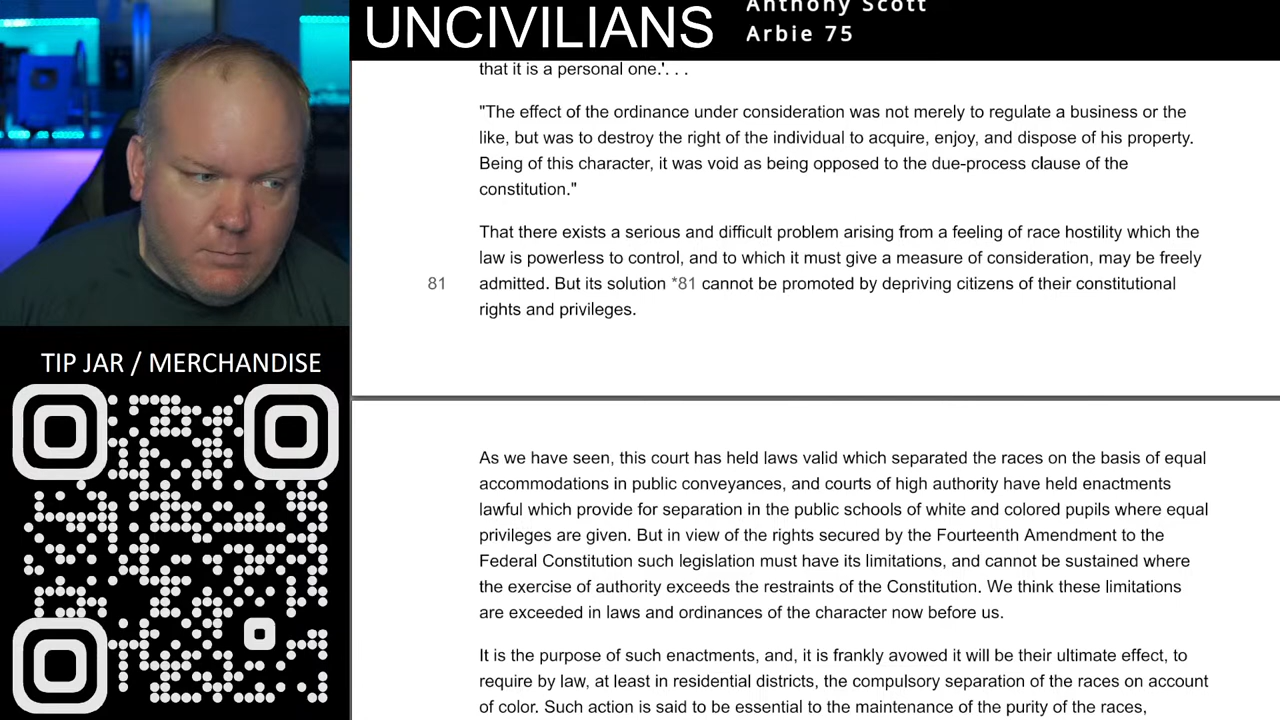 UNCIVILIANS
Anthony Scott
Arbie 75
that it is a personal one.'. . .
"The effect of the ordinance under consideration was not merely to regulate a business or the
like, but was to destroy the right of the individual to acquire, enjoy, and dispose of his property.
Being of this character, it was void as being opposed to the due-process clause of the
constitution."
That there exists a serious and difficult problem arising from a feeling of race hostility which the
law is powerless to control, and to which it must give a measure of consideration, may be freely
81 admitted. But its solution *81 cannot be promoted by depriving citizens of their constitutional
rights and privileges.
TIP JAR / MERCHANDISE
As we have seen, this court has held laws valid which separated the races on the basis of equal
accommodations in public conveyances, and courts of high authority have held enactments
lawful which provide for separation in the public schools of white and colored pupils where equal
privileges are given. But in view of the rights secured by the Fourteenth Amendment to the
Federal Constitution such legislation must have its limitations, and cannot be sustained where
the exercise of authority exceeds the restraints of the Constitution. We think these limitations
are exceeded in laws and ordinances of the character now before us.
It is the purpose of such enactments, and, it is frankly avowed it will be their ultimate effect, to
require by law, at least in residential districts, the compulsory separation of the races on account
of color. Such action is said to be essential to the maintenance of the purity of the races,